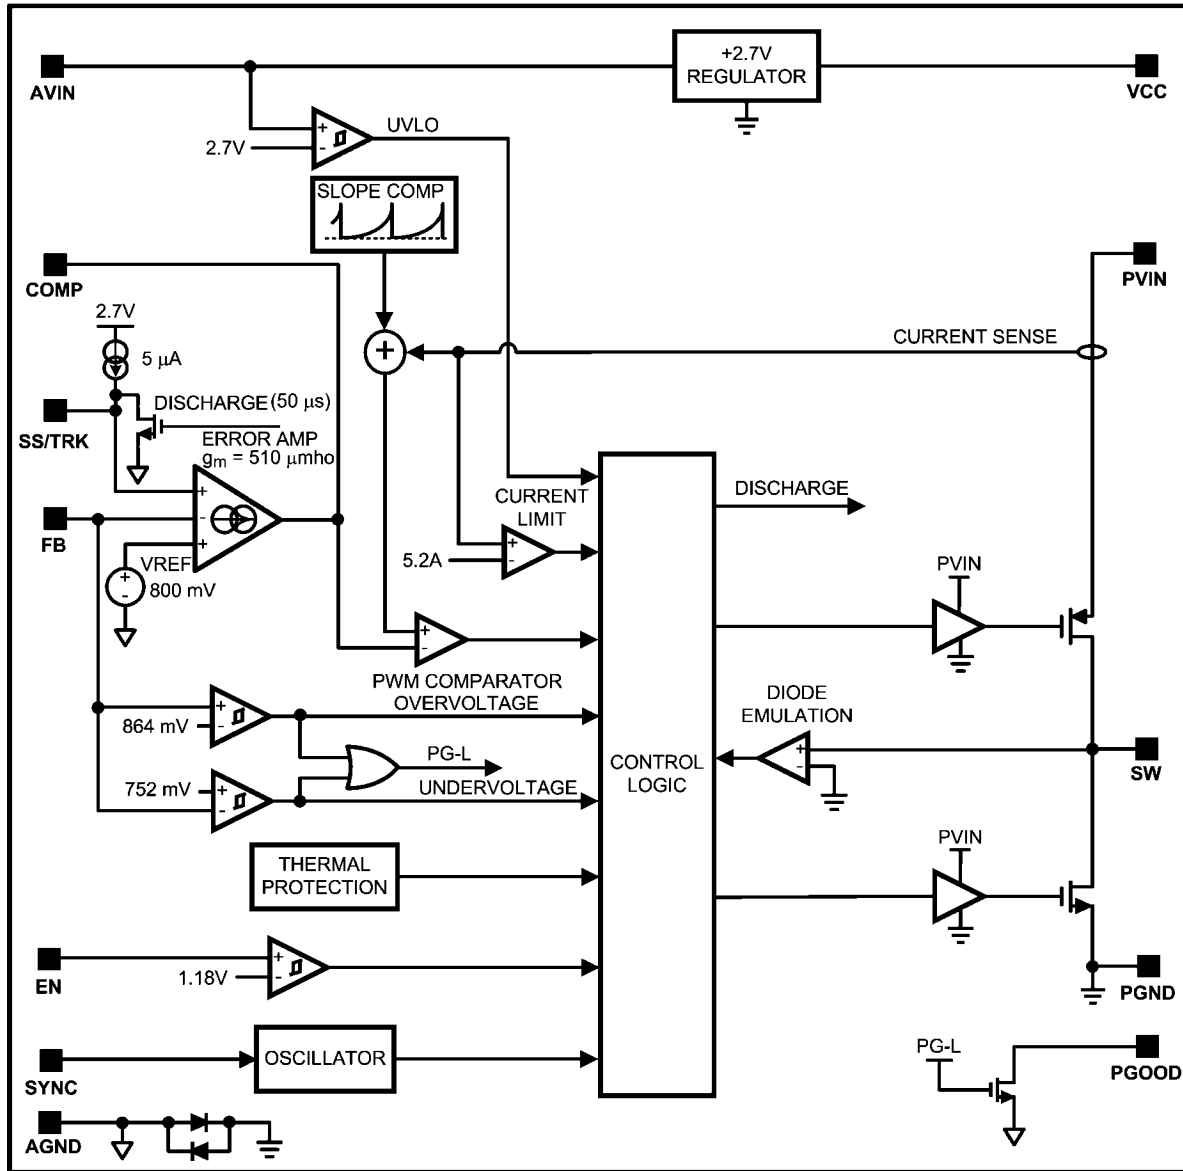 AVIN
+2.7V
REGULATOR
VCC
+
-
2.7V
UVLO
SLOPE COMP
COMP
PVIN
2.7V
5 µA
+
CURRENT SENSE
SS/TRK
DISCHARGE (50 µs)
ERROR AMP
gm = 510 µmho
+
-
+
FB
VREF
800 mV
+
-
CURRENT
LIMIT
5.2A
+
-
DISCHARGE
PVIN
+
-
PWM COMPARATOR
OVERVOLTAGE
864 mV
+
-
PG-L
752 mV
+
-
UNDERVOLTAGE
CONTROL
LOGIC
DIODE
EMULATION
+
-
SW
THERMAL
PROTECTION
PVIN
EN
1.18V
+
-
PGND
SYNC
OSCILLATOR
PG-L
PGOOD
AGND